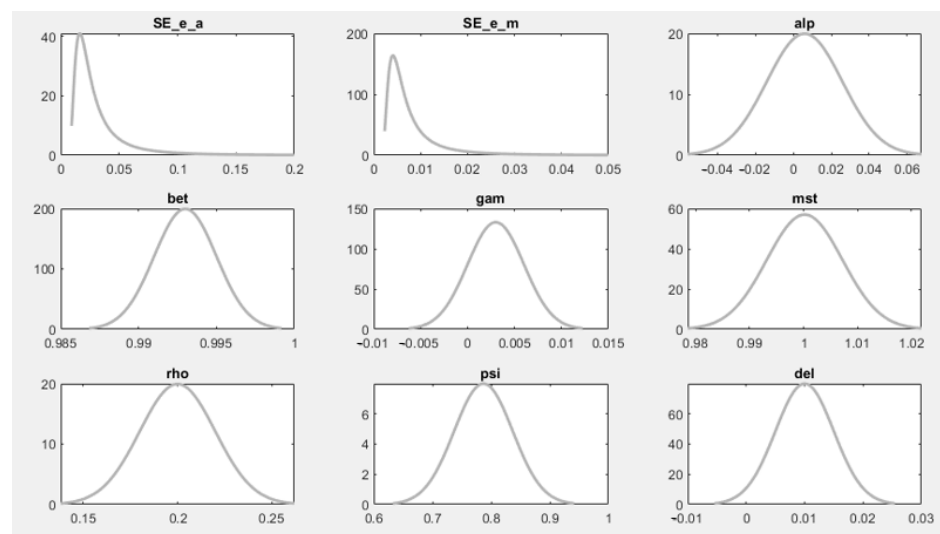 SE_e_a SE_e_m alp
40 200 20
20 100 10
0 0 0
0 0.05 0.1 0.15 0.2 0 0.01 0.02 0.03 0.04 0.05 -0.04 -0.02 0 0.02 0.04 0.06
bet gam mst
200 150 60
100 100 40
50 20
0 0 0
0.985 0.99 0.995 1 -0.01 -0.005 0 0.005 0.01 0.015 0.98 0.99 1 1.01 1.02
rho psi del
20 6 60
10 4 40
2 20
0 0 0
0.15 0.2 0.25 0.6 0.7 0.8 0.9 1 -0.01 0 0.01 0.02 0.03